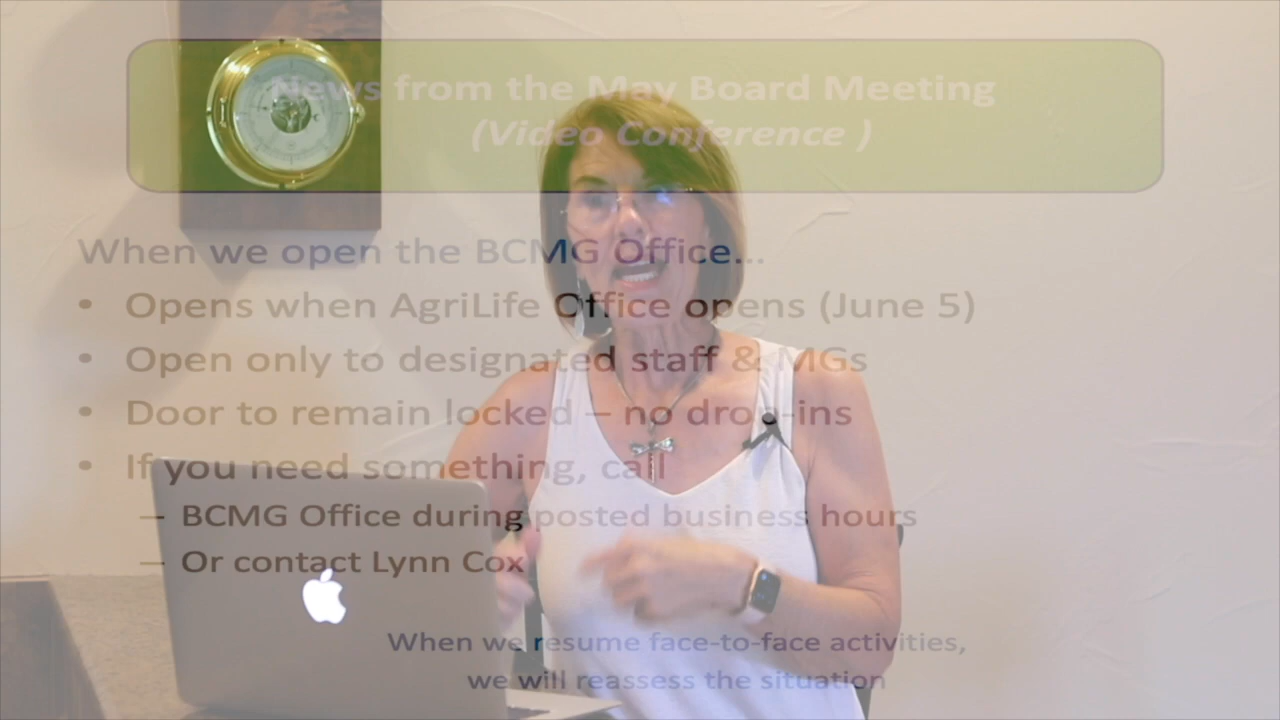 News from the May Board Meeting
(Video Conference )
When we open the BCMG Office...
• Opens when AgriLife Office opens (June 5)
• Open only to designated staff & MGs
• Door to remain locked – no drop-ins
• If you need something, call
– BCMG Office during posted business hours
– Or contact Lynn Cox
When we resume face-to-face activities,
we will reassess the situation